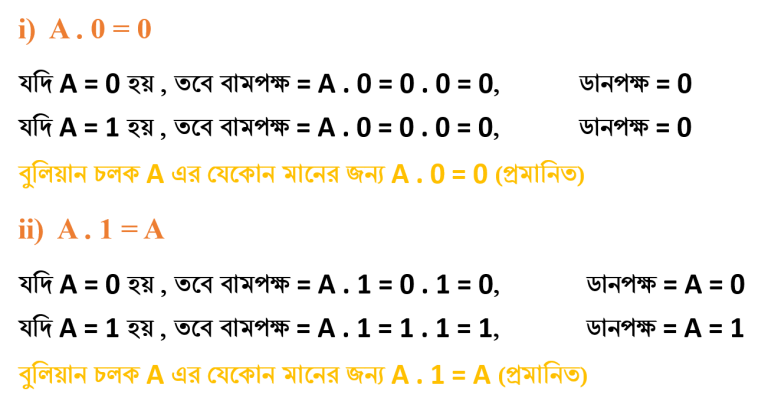 i) A . 0 = 0
যদি A = 0 হয় , তবে বামপক্ষ = A . 0 = 0 . 0 = 0, ডানপক্ষ = 0
যদি A = 1 হয় , তবে বামপক্ষ = A . 0 = 0 . 0 = 0, ডানপক্ষ = 0
বুলিয়ান চলক A এর যেকোন মানের জন্য A . 0 = 0 (প্রমানিত)
ii) A . 1 = A
যদি A = 0 হয় , তবে বামপক্ষ = A . 1 = 0 . 1 = 0, ডানপক্ষ = A = 0
যদি A = 1 হয় , তবে বামপক্ষ = A . 1 = 1 . 1 = 1, ডানপক্ষ = A = 1
বুলিয়ান চলক A এর যেকোন মানের জন্য A . 1 = A (প্রমানিত)